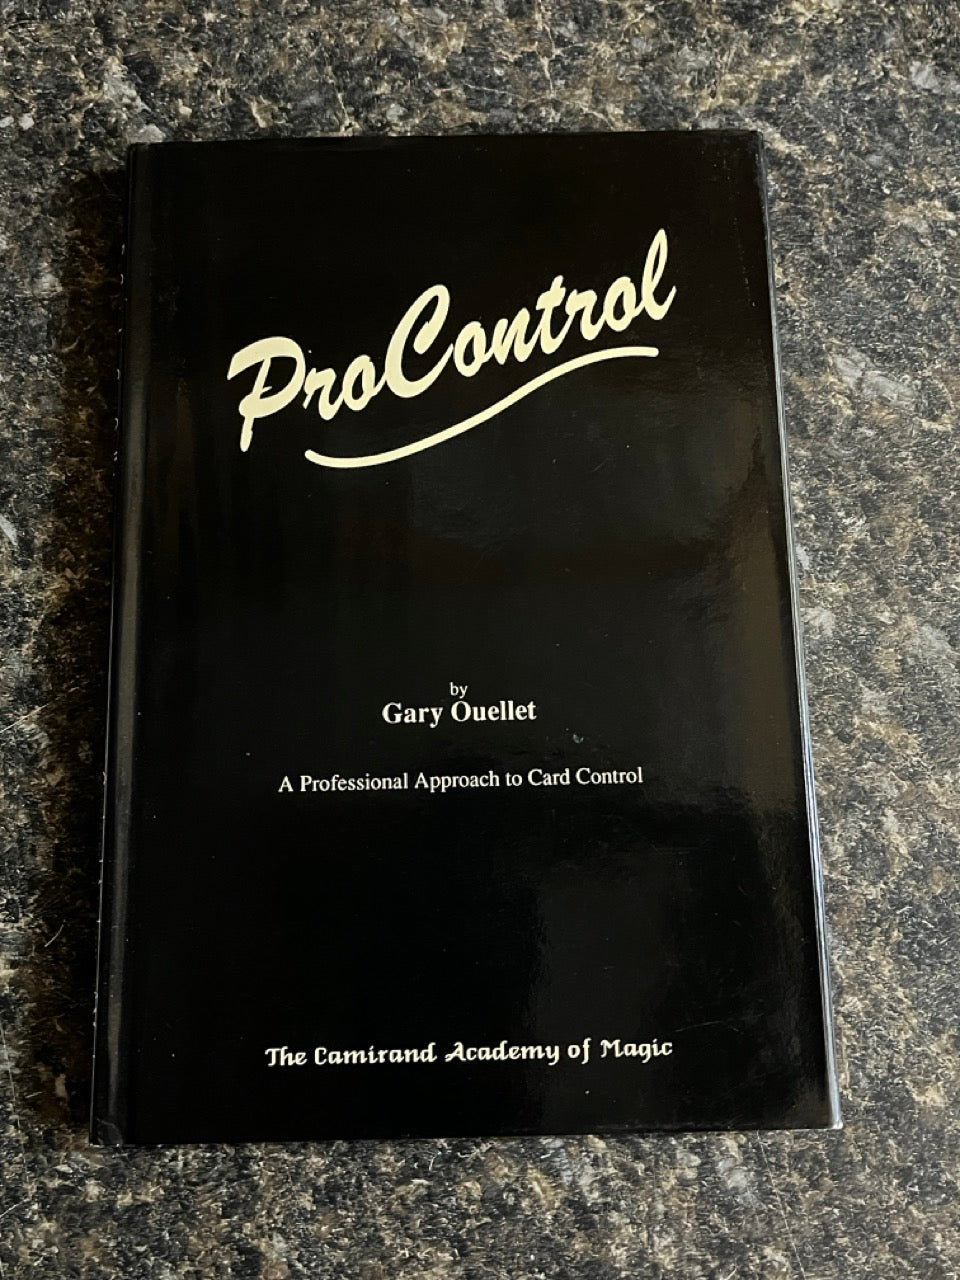 ProControl
by
Gary Ouellet
A Professional Approach to Card Control
The Camirand Academy of Magic